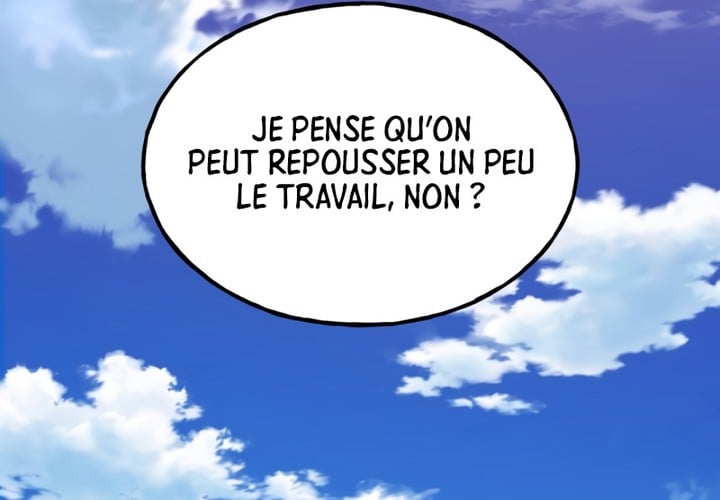 JE PENSE QU'ON
PEUT REPOUSSER UN PEU
LE TRAVAIL, NON ?